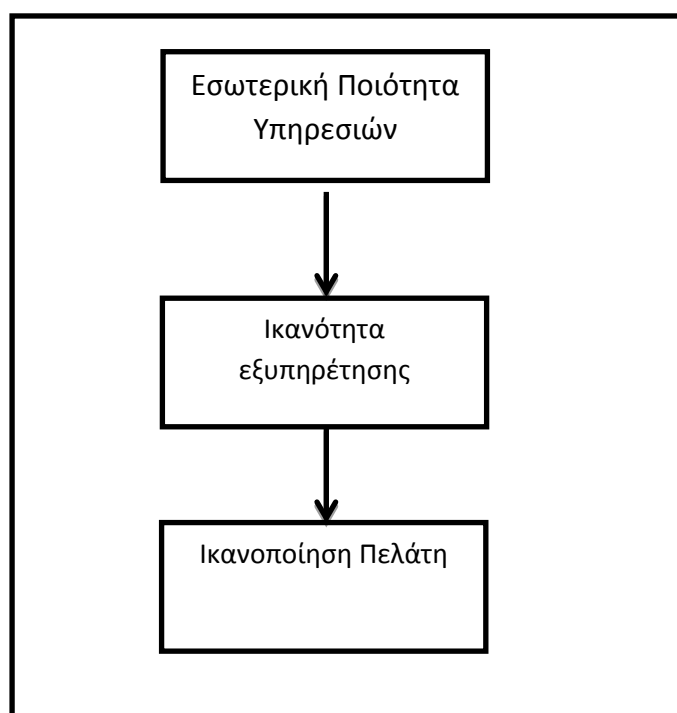 Εσωτερική Ποιότητα
Υπηρεσιών
Ικανότητα
εξυπηρέτησης
Ικανοποίηση Πελάτη